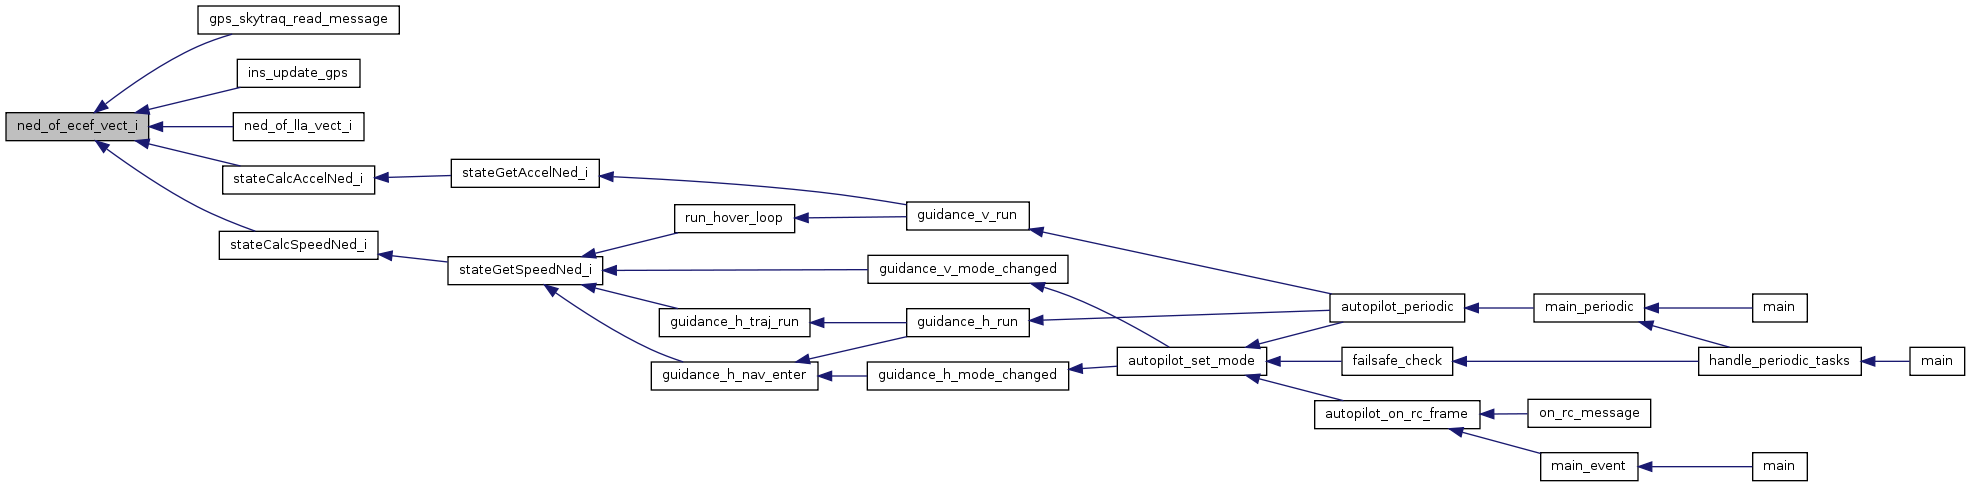 gps_skytraq_read_message
ins_update_gps
ned_of_ecef_vect_i
ned_of_lla_vect_i
stateCalcAccelNed_i
stateGetAccelNed_i
run_hover_loop
guidance_v_run
stateCalcSpeedNed_i
stateGetSpeedNed_i
guidance_v_mode_changed
guidance_h_traj_run
guidance_h_run
autopilot_periodic
main_periodic
main
guidance_h_nav_enter
guidance_h_mode_changed
autopilot_set_mode
failsafe_check
handle_periodic_tasks
main
autopilot_on_rc_frame
on_rc_message
main_event
main